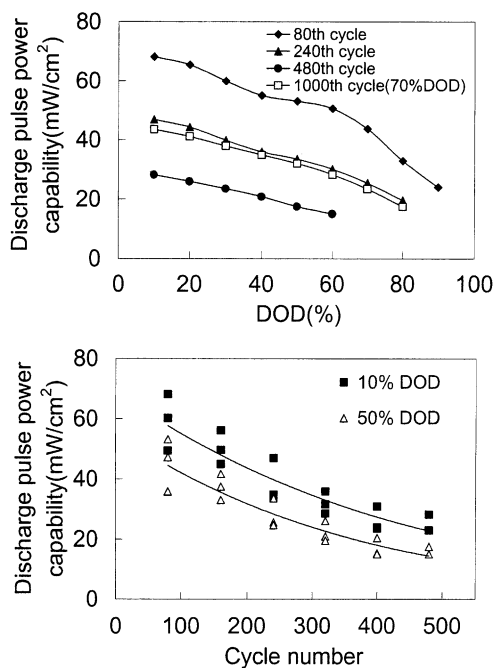 Discharge pulse power
capability(mW/cm²)
80
60
40
20
0
80th cycle
240th cycle
480th cycle
1000th cycle(70%DOD)
0 20 40 60 80 100
DOD(%)
Discharge pulse power
capability(mW/cm²)
80
60
40
20
0
10% DOD
50% DOD
0 100 200 300 400 500
Cycle number